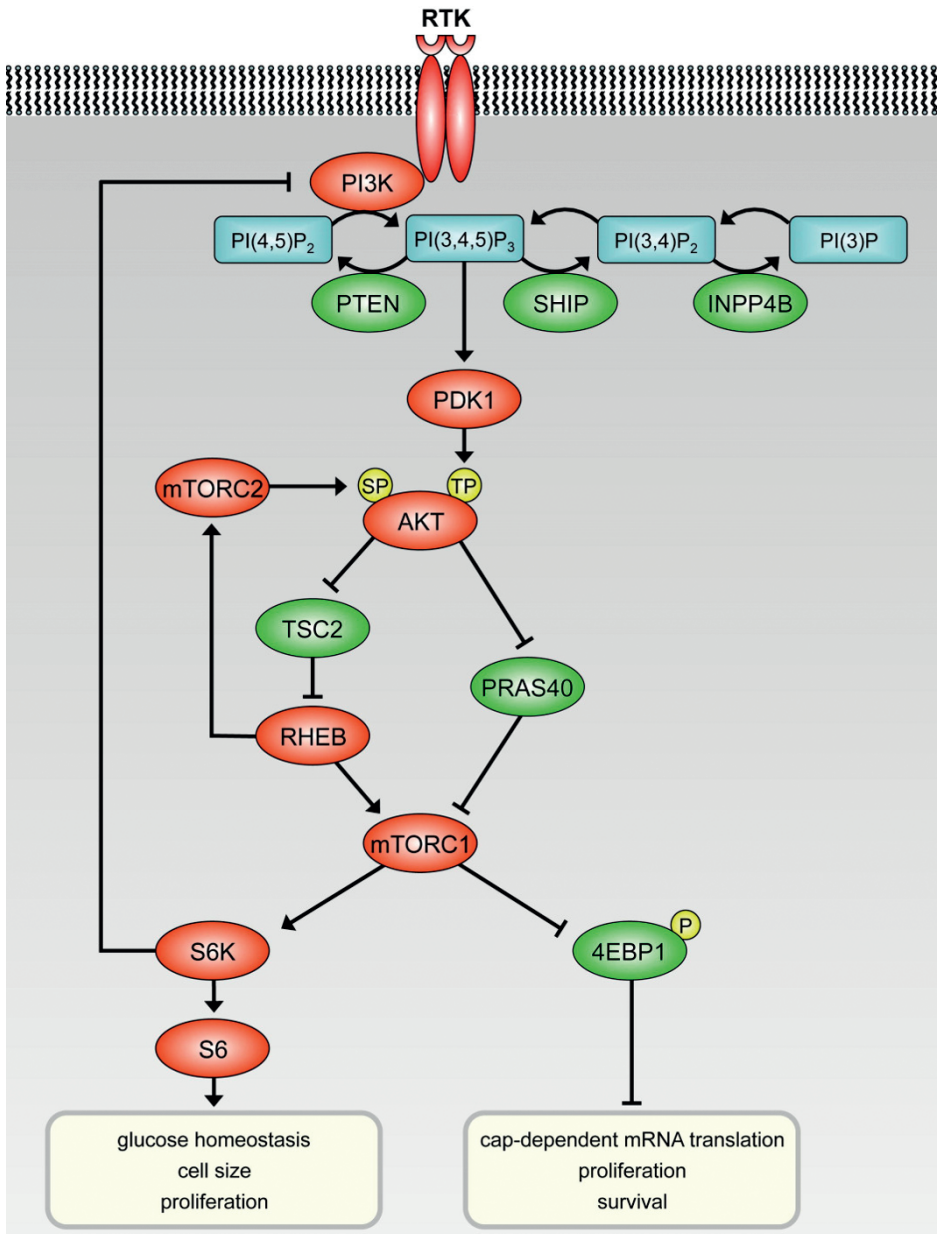 RTK
PI3K
PI(4,5)P₂
PI(3,4,5)P₃
PI(3,4)P₂
PI(3)P
PTEN
SHIP
INPP4B
PDK1
mTORC2
SP
TP
AKT
TSC2
PRAS40
RHEB
mTORC1
S6K
4EBP1
P
S6
glucose homeostasis
cell size
proliferation
cap-dependent mRNA translation
proliferation
survival